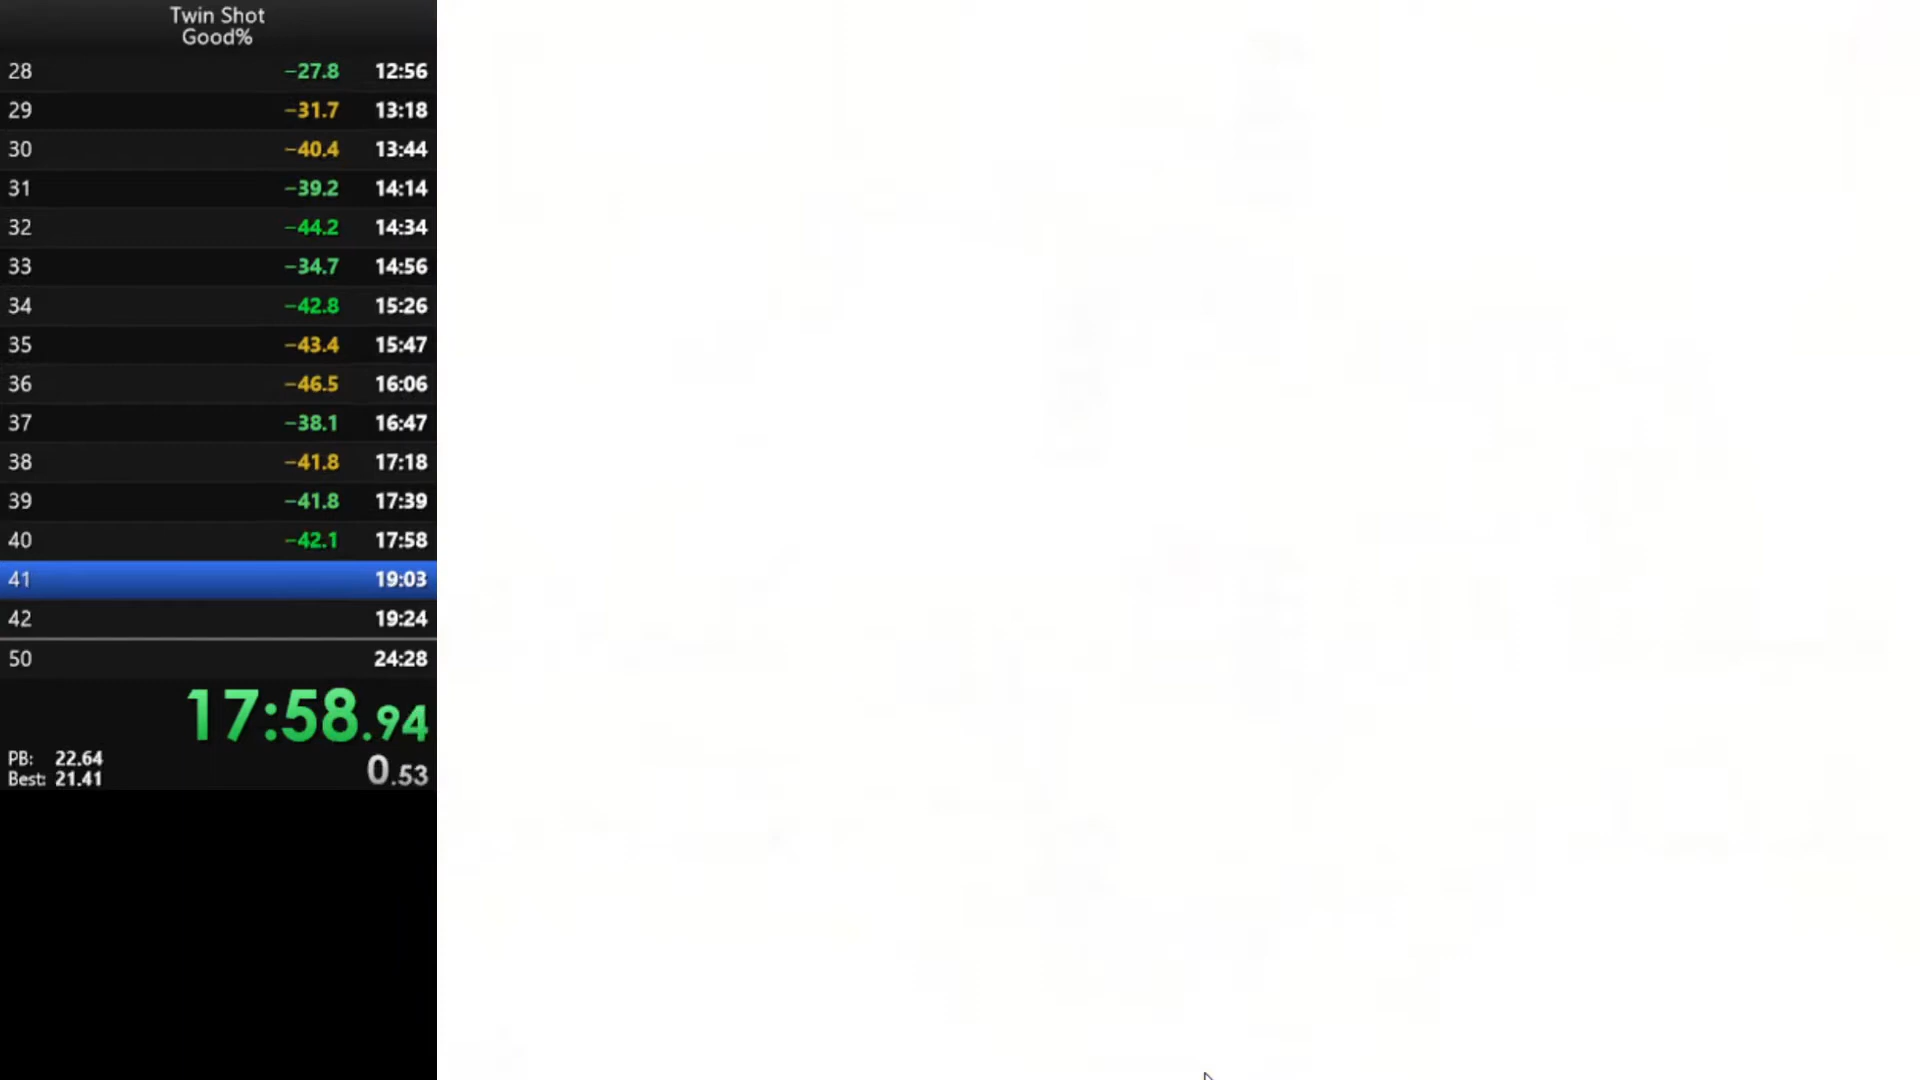 Twin Shot
Good%
28 −27.8 12:56
29 −31.7 13:18
30 −40.4 13:44
31 −39.2 14:14
32 −44.2 14:34
33 −34.7 14:56
34 −42.8 15:26
35 −43.4 15:47
36 −46.5 16:06
37 −38.1 16:47
38 −41.8 17:18
39 −41.8 17:39
40 −42.1 17:58
41 19:03
42 19:24
50 24:28
17:58.94
PB: 22.64
Best: 21.41
0.53